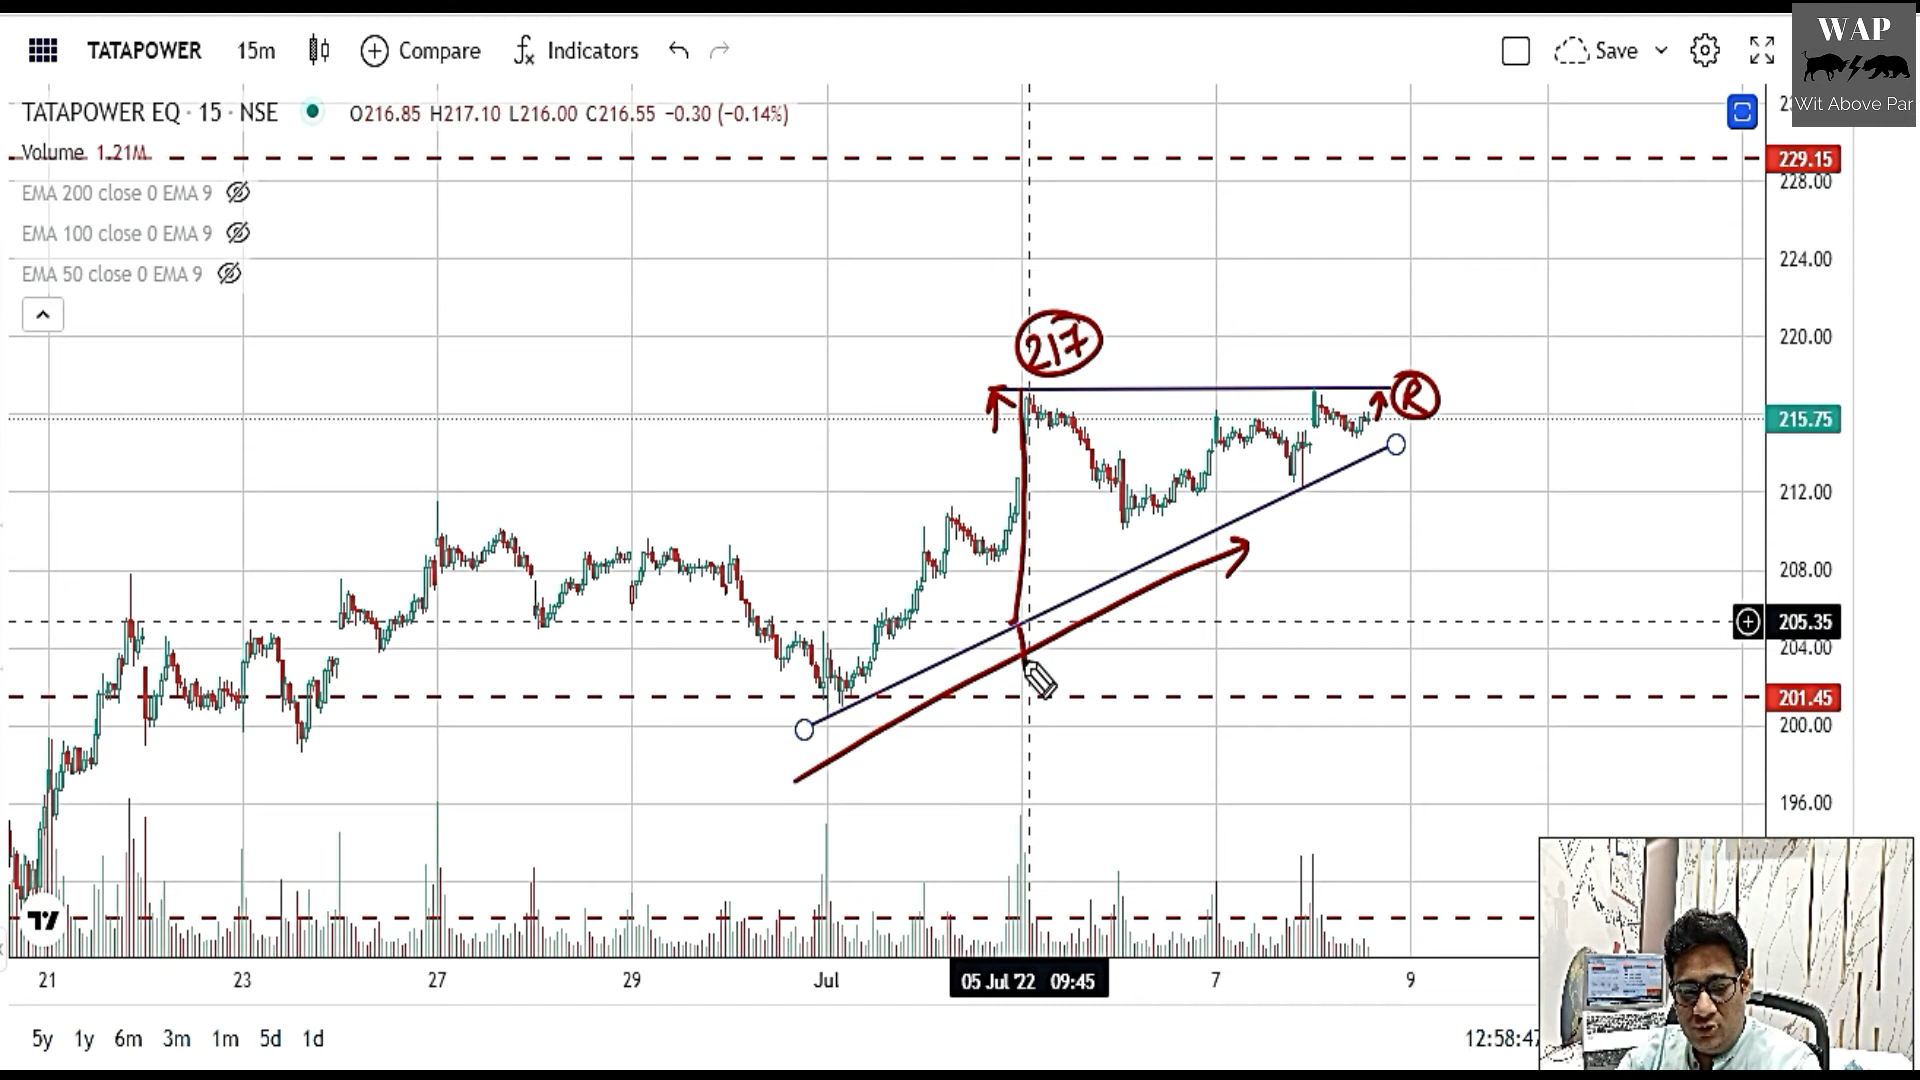 TATAPOWER 15m Compare Indicators Save
WAP
Wit Above Par
TATAPOWER EQ · 15 · NSE O216.85 H217.10 L216.00 C216.55 −0.30 (−0.14%)
Volume 1.21M
EMA 200 close 0 EMA 9
EMA 100 close 0 EMA 9
EMA 50 close 0 EMA 9
229.15
228.00
224.00
220.00
217
R
215.75
212.00
208.00
205.35
204.00
201.45
200.00
196.00
21 23 27 29 Jul 05 Jul '22 09:45 7 9
5y 1y 6m 3m 1m 5d 1d 12:58:47